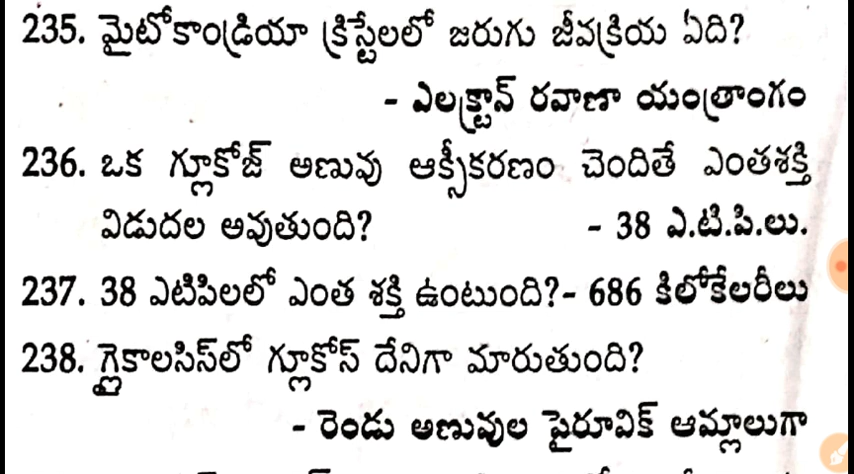 235. మైటోకాండ్రియా క్రిస్టేలలో జరుగు జీవక్రియ ఏది?
- ఎలక్ట్రాన్ రవాణా యంత్రాంగం
236. ఒక గ్లూకోజ్ అణువు ఆక్సీకరణం చెందితే ఎంతశక్తి
విడుదల అవుతుంది? - 38 ఎ.టి.పి.లు.
237. 38 ఎటిపిలలో ఎంత శక్తి ఉంటుంది?- 686 కిలోకేలరీలు
238. గ్లైకాలసిస్‌లో గ్లూకోస్ దేనిగా మారుతుంది?
- రెండు అణువుల పైరూవిక్ ఆమ్లాలుగా